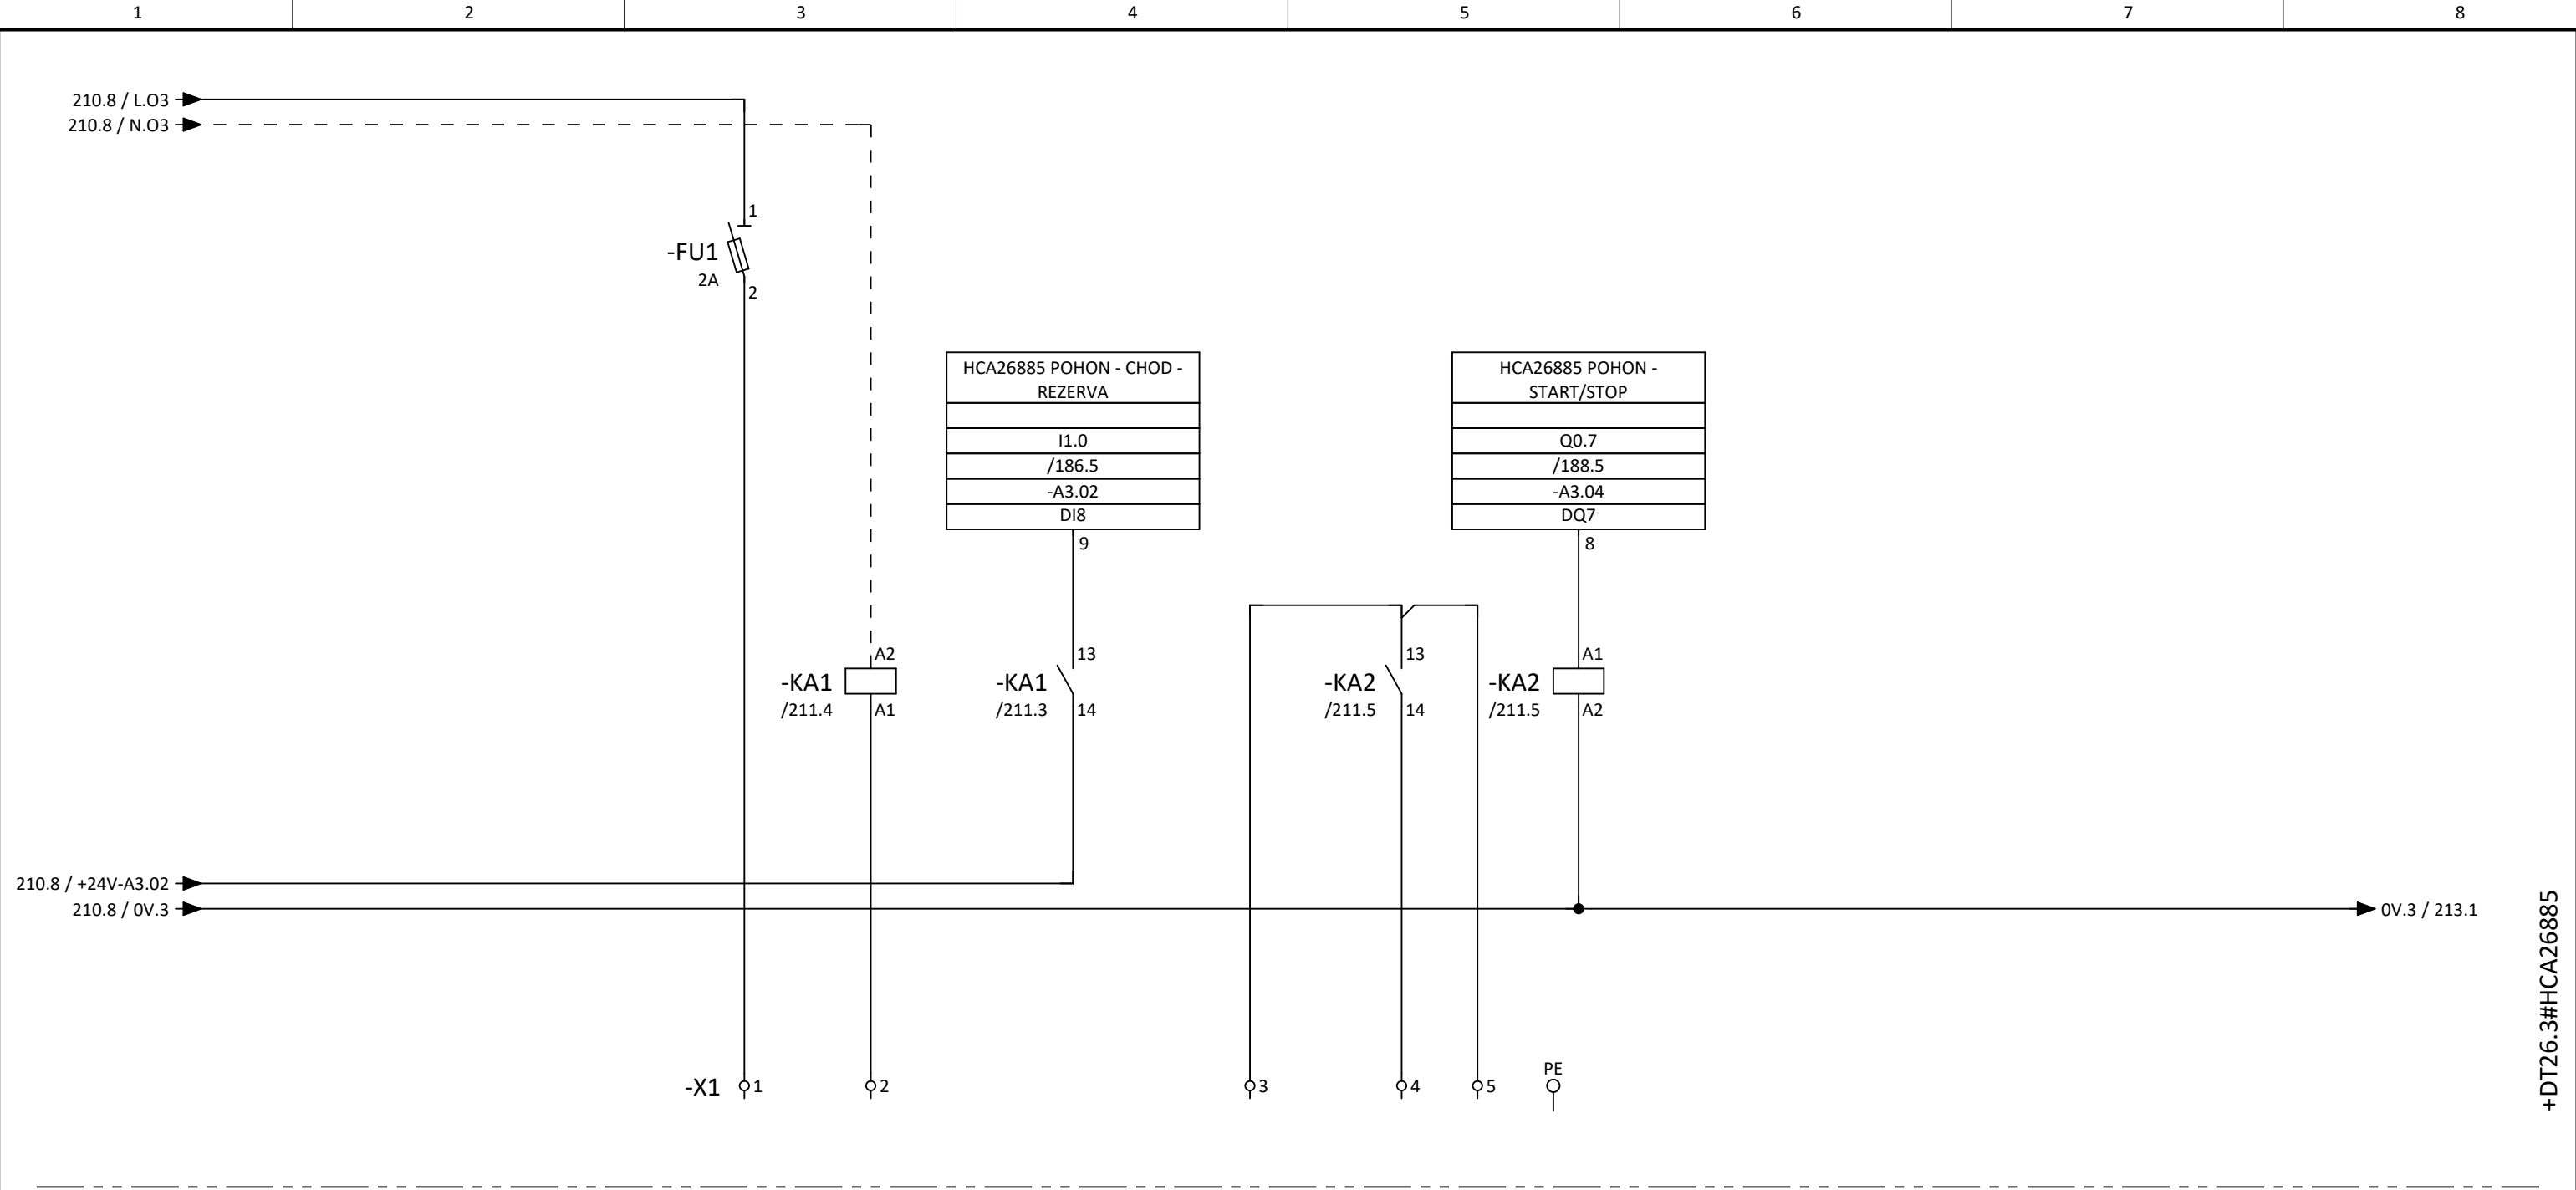 1 2 3 4 5 6 7 8
210.8 / L.O3
210.8 / N.O3
1
-FU1
2A
2
HCA26885 POHON - CHOD -
REZERVA
I1.0
/186.5
-A3.02
DI8
9
HCA26885 POHON -
START/STOP
Q0.7
/188.5
-A3.04
DQ7
8
A2
-KA1
/211.4
A1
13
-KA1
/211.3
14
13
-KA2
/211.5
14
A1
-KA2
/211.5
A2
210.8 / +24V-A3.02
210.8 / 0V.3
0V.3 / 213.1
+DT26.3#HCA26885
-X1 1 2 3 4 5
PE